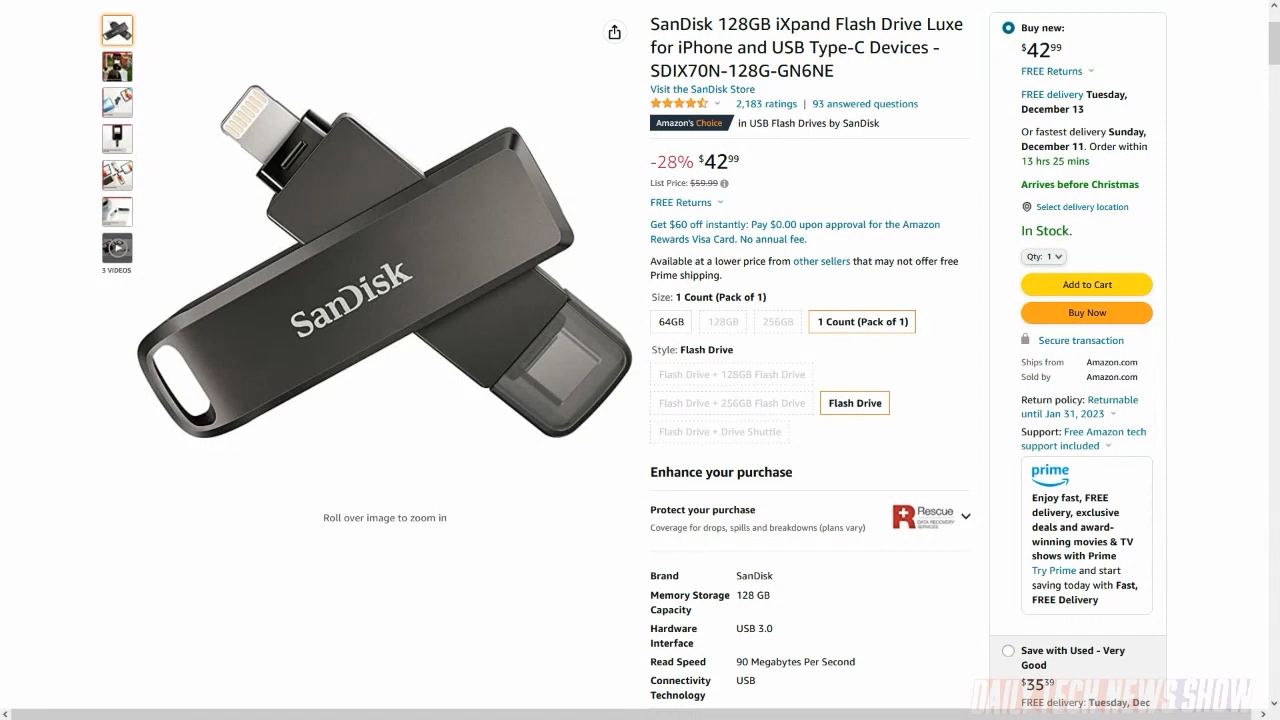 3 VIDEOS
SanDisk
Roll over image to zoom in
SanDisk 128GB iXpand Flash Drive Luxe
for iPhone and USB Type-C Devices -
SDIX70N-128G-GN6NE
Visit the SanDisk Store
2,183 ratings | 93 answered questions
Amazon's Choice in USB Flash Drives by SanDisk
-28% $42 99
List Price: $59.99
FREE Returns
Get $60 off instantly: Pay $0.00 upon approval for the Amazon
Rewards Visa Card. No annual fee.
Available at a lower price from other sellers that may not offer free
Prime shipping.
Size: 1 Count (Pack of 1)
64GB 128GB 256GB 1 Count (Pack of 1)
Style: Flash Drive
Flash Drive + 128GB Flash Drive
Flash Drive + 256GB Flash Drive Flash Drive
Flash Drive + Drive Shuttle
Enhance your purchase
Protect your purchase
Coverage for drops, spills and breakdowns (plans vary)
Rescue
DATA RECOVERY
SERVICES
Brand SanDisk
Memory Storage 128 GB
Capacity
Hardware USB 3.0
Interface
Read Speed 90 Megabytes Per Second
Connectivity USB
Technology
Buy new:
$42 99
FREE Returns
FREE delivery Tuesday,
December 13
Or fastest delivery Sunday,
December 11. Order within
13 hrs 25 mins
Arrives before Christmas
Select delivery location
In Stock.
Qty: 1
Add to Cart
Buy Now
Secure transaction
Ships from Amazon.com
Sold by Amazon.com
Return policy: Returnable
until Jan 31, 2023
Support: Free Amazon tech
support included
prime
Enjoy fast, FREE
delivery, exclusive
deals and award-
winning movies & TV
shows with Prime
Try Prime and start
saving today with Fast,
FREE Delivery
Save with Used - Very
Good
$35 39
FREE delivery: Tuesday, Dec
DAILY TECH NEWS SHOW